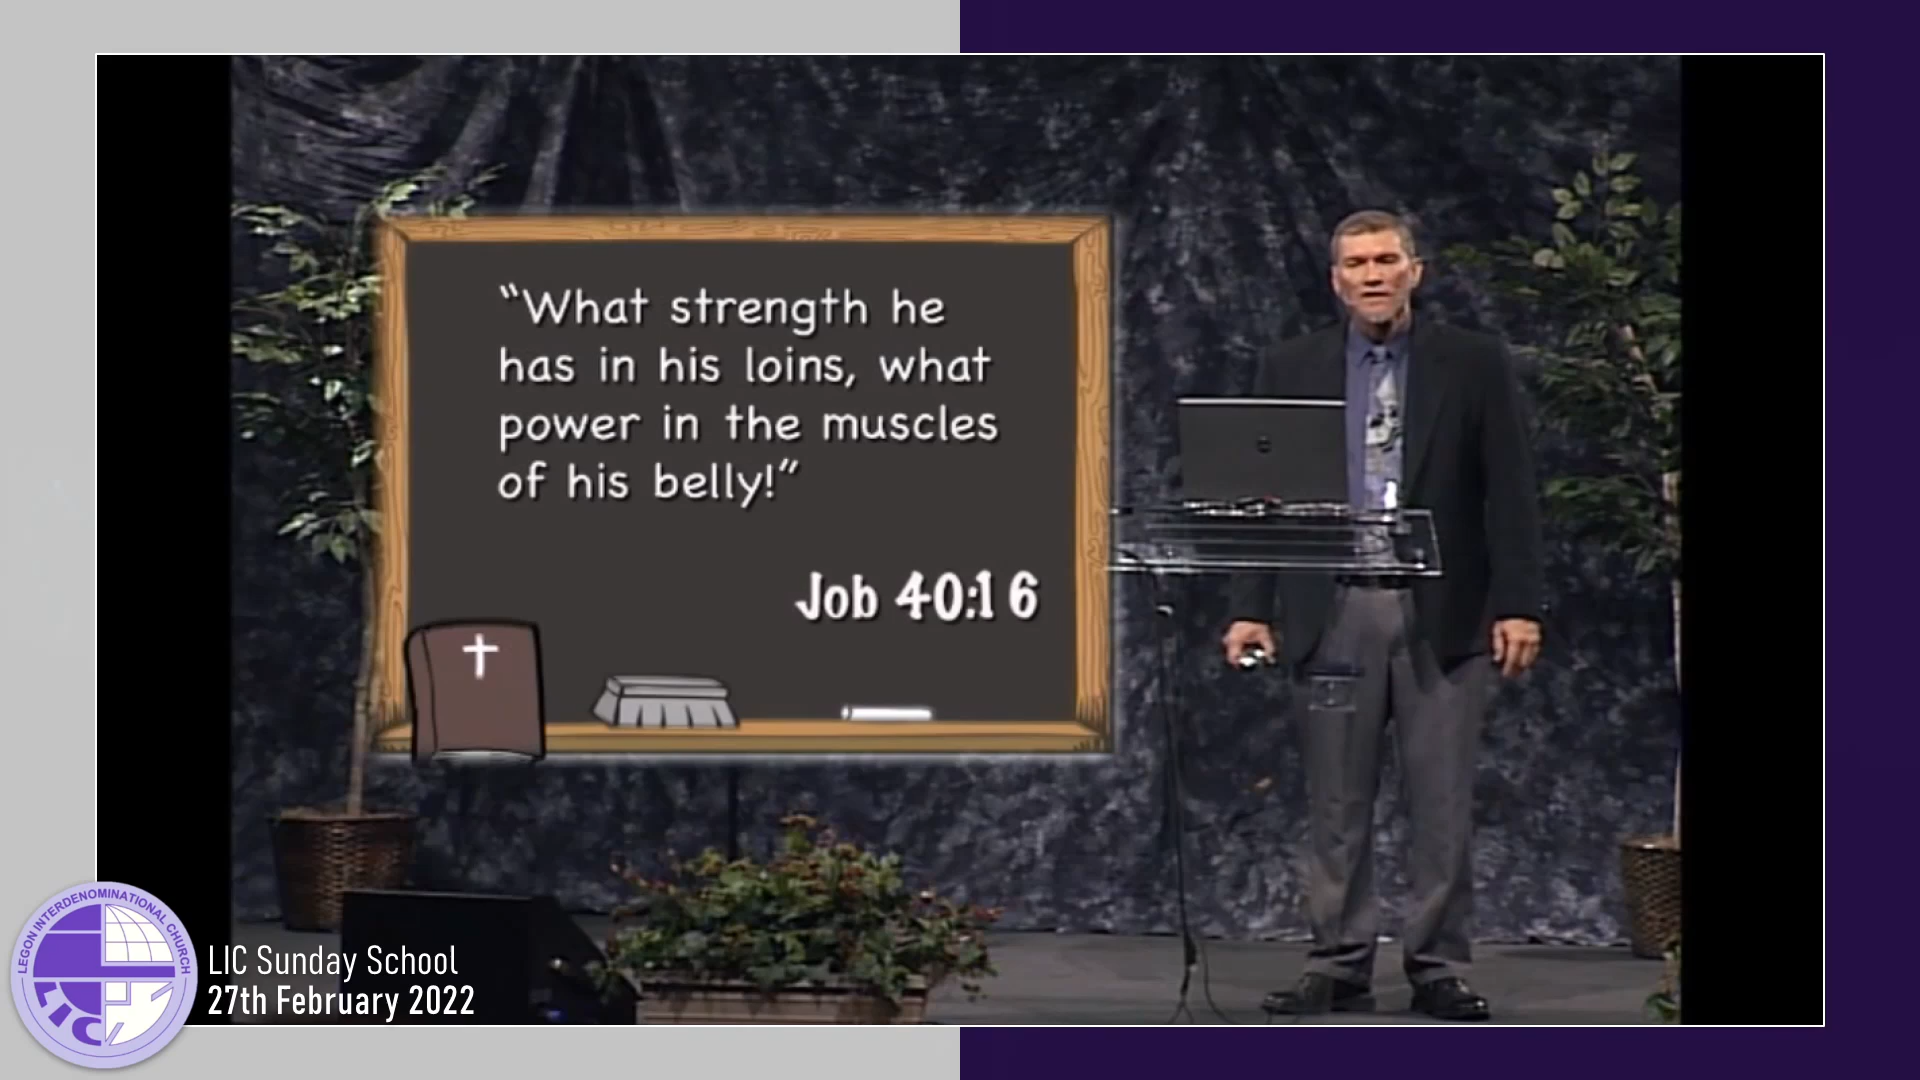 “What strength he
has in his loins, what
power in the muscles
of his belly!”
Job 40:16
LEGON INTERDENOMINATIONAL CHURCH
LIC
LIC Sunday School
27th February 2022